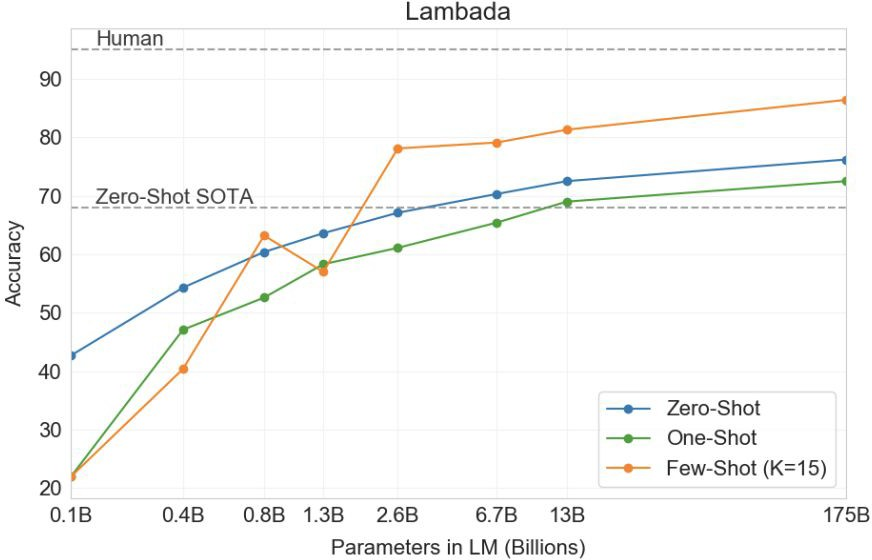 Lambada
Human
90
80
70
Zero-Shot SOTA
60
50
40
30
20
Accuracy
Zero-Shot
One-Shot
Few-Shot (K=15)
0.1B 0.4B 0.8B 1.3B 2.6B 6.7B 13B 175B
Parameters in LM (Billions)